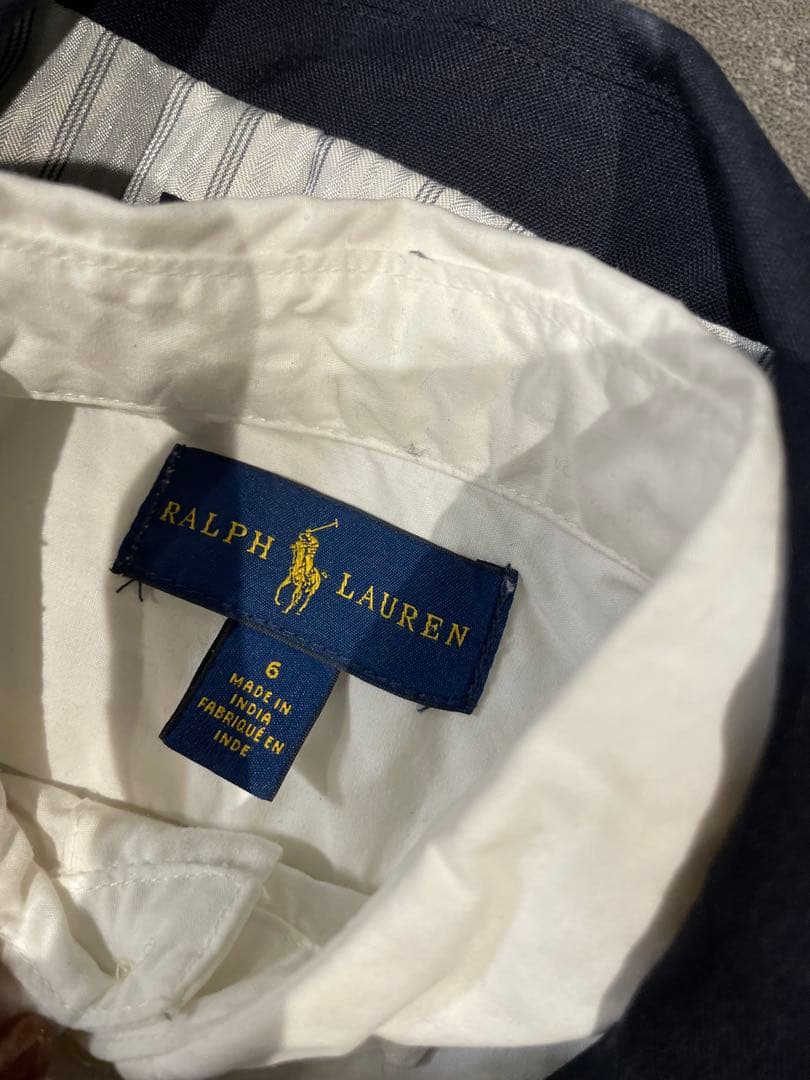 RALPH LAUREN
6
MADE IN
INDIA
FABRIQUÉ EN
INDE